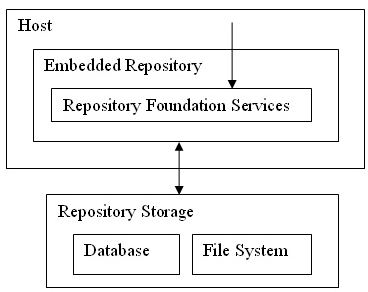 Host
Embedded Repository
Repository Foundation Services
Repository Storage
Database
File System